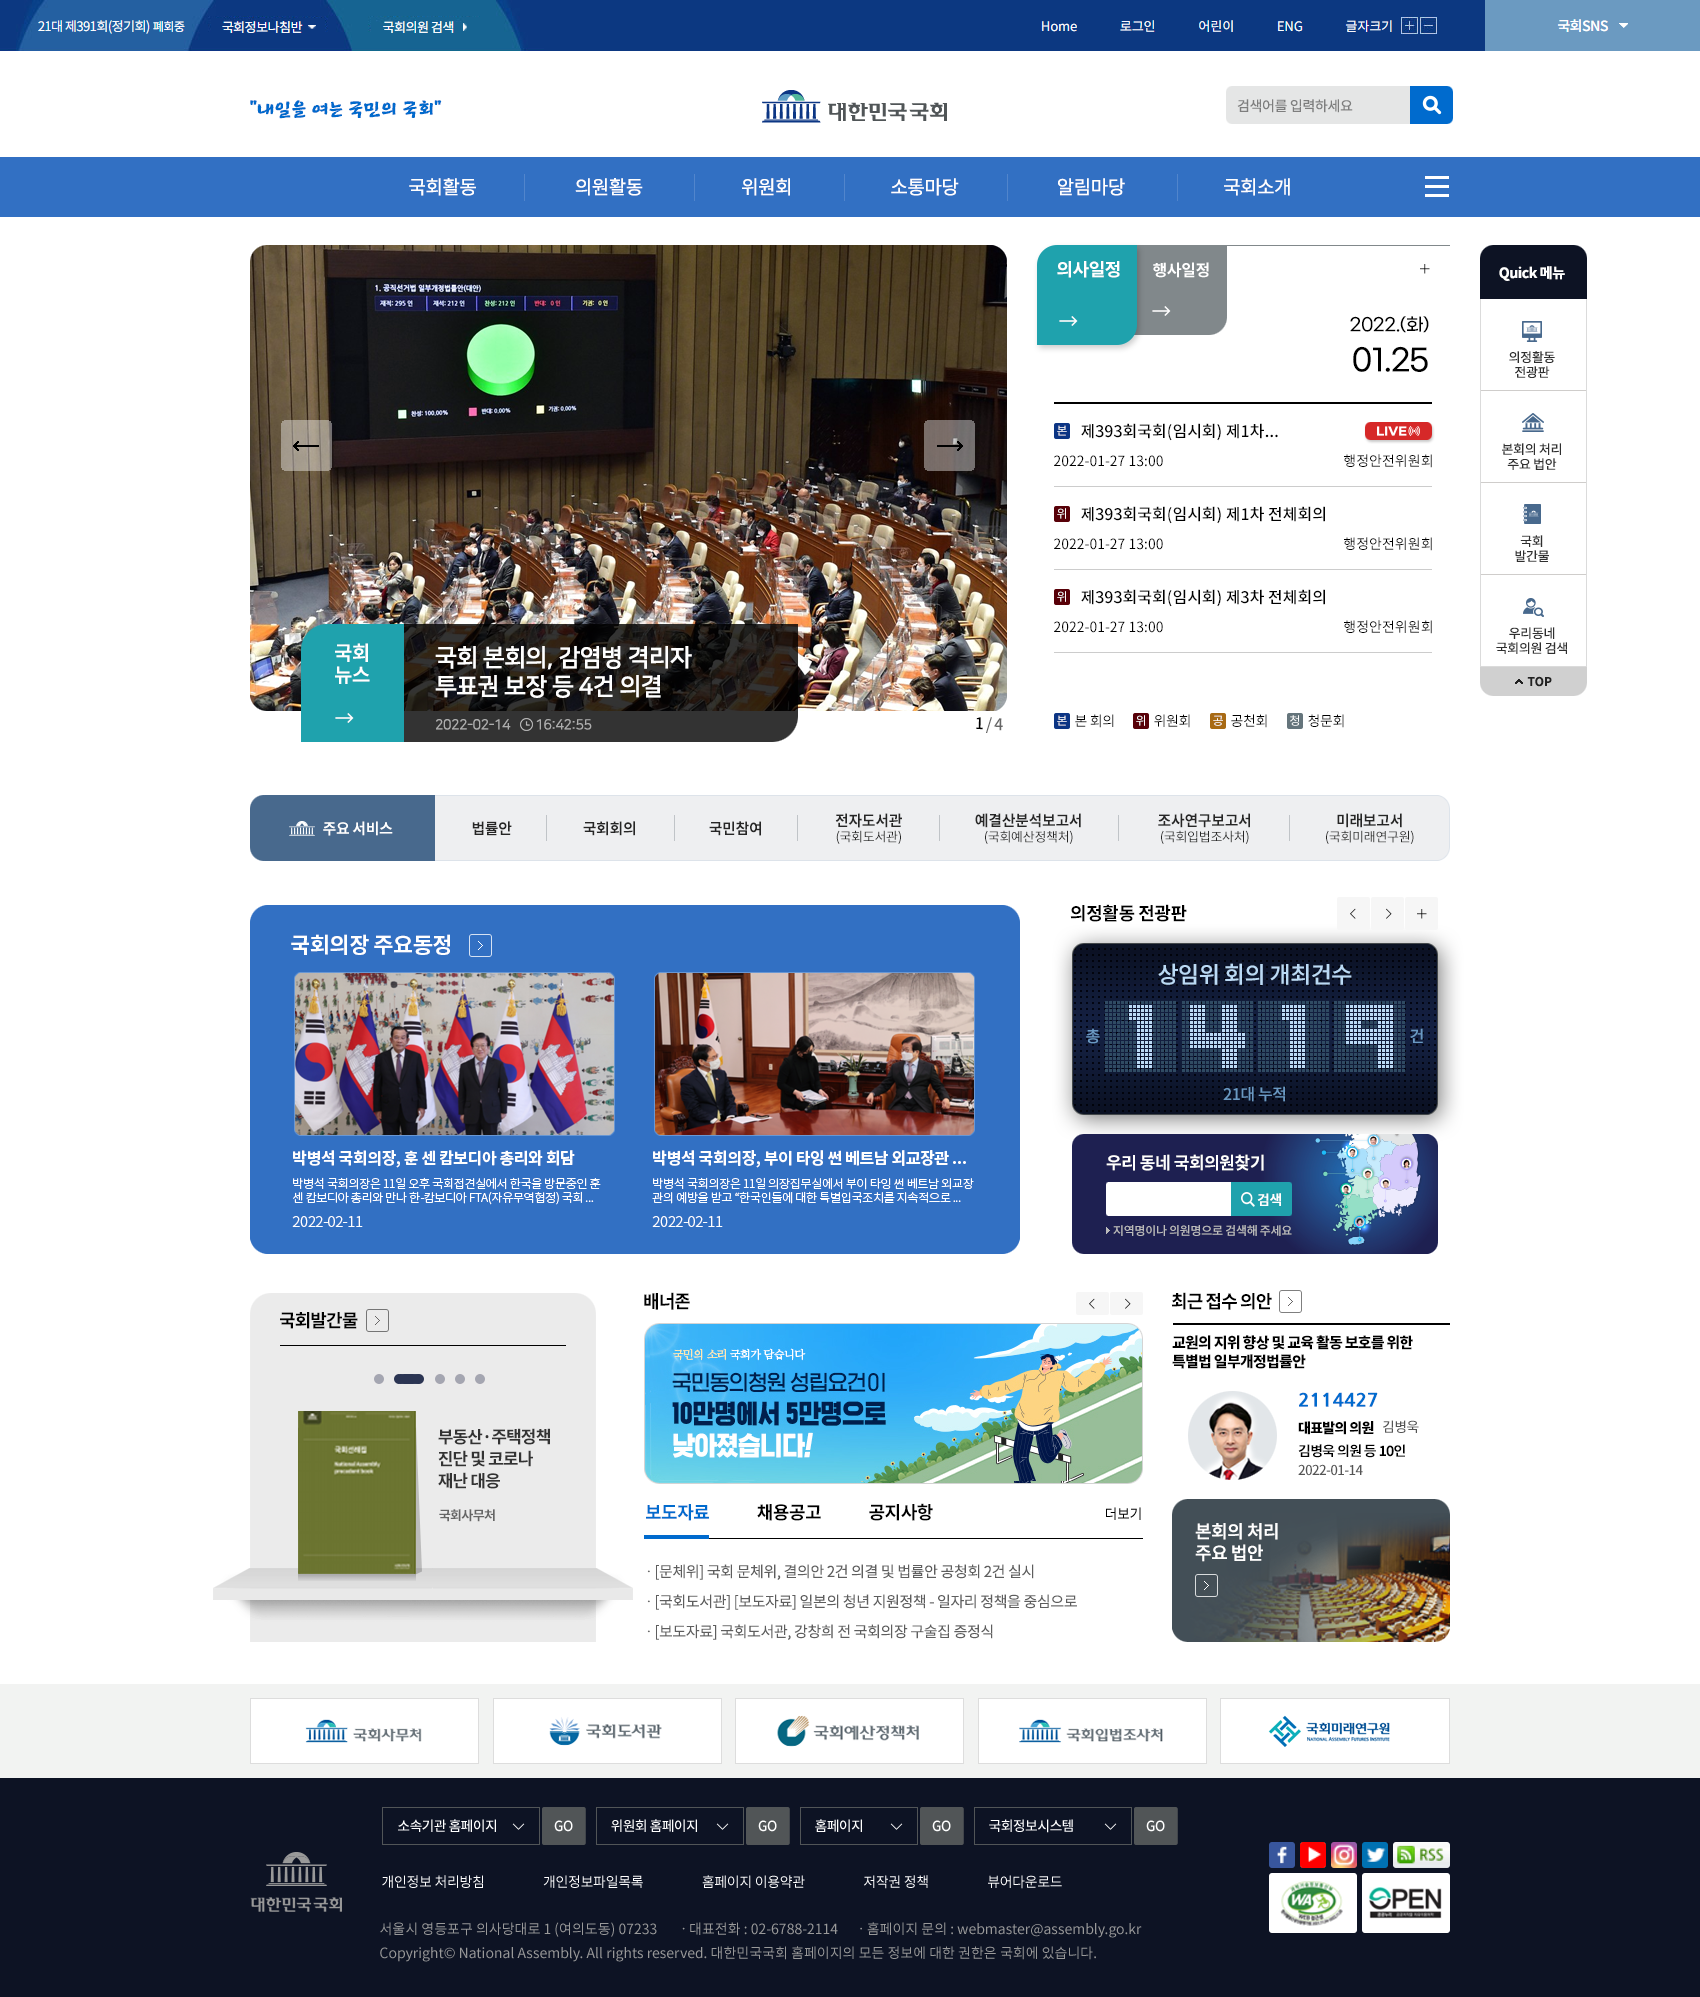 21대 제391회(정기회) 폐회중
국회정보나침반
국회의원 검색
Home
로그인
어린이
ENG
글자크기
국회SNS
"내일을 여는 국민의 국회"
대한민국국회
검색어를 입력하세요
국회활동
의원활동
위원회
소통마당
알림마당
국회소개
1. 공직선거법 일부개정법률안(대안)
재적: 295 인
재석: 212 인
찬성: 212 인
반대: 0 인
기권: 0 인
찬성: 100.00%
반대: 0.00%
기권: 0.00%
국회
뉴스
국회 본회의, 감염병 격리자
투표권 보장 등 4건 의결
2022-02-14 16:42:55
1 / 4
의사일정
행사일정
2022.(화)
01.25
본 제393회국회(임시회) 제1차...
LIVE
2022-01-27 13:00
행정안전위원회
위 제393회국회(임시회) 제1차 전체회의
2022-01-27 13:00
행정안전위원회
위 제393회국회(임시회) 제3차 전체회의
2022-01-27 13:00
행정안전위원회
본 본 회의
위 위원회
공 공천회
청 청문회
Quick 메뉴
의정활동
전광판
본회의 처리
주요 법안
국회
발간물
우리동네
국회의원 검색
TOP
주요 서비스
법률안
국회회의
국민참여
전자도서관
(국회도서관)
예결산분석보고서
(국회예산정책처)
조사연구보고서
(국회입법조사처)
미래보고서
(국회미래연구원)
국회의장 주요동정
박병석 국회의장, 훈 센 캄보디아 총리와 회담
박병석 국회의장은 11일 오후 국회접견실에서 한국을 방문중인 훈
센 캄보디아 총리와 만나 한-캄보디아 FTA(자유무역협정) 국회 ...
2022-02-11
박병석 국회의장, 부이 타잉 썬 베트남 외교장관 ...
박병석 국회의장은 11일 의장집무실에서 부이 타잉 썬 베트남 외교장
관의 예방을 받고 “한국인들에 대한 특별입국조치를 지속적으로 ...
2022-02-11
의정활동 전광판
상임위 회의 개최건수
총 1419 건
21대 누적
우리 동네 국회의원찾기
검색
지역명이나 의원명으로 검색해 주세요
국회발간물
국회선례집
National Assembly
precedent book
부동산·주택정책
진단 및 코로나
재난 대응
국회사무처
배너존
국민의 소리 국회가 담습니다
국민동의청원 성립요건이
10만명에서 5만명으로
낮아졌습니다!
보도자료
채용공고
공지사항
더보기
· [문체위] 국회 문체위, 결의안 2건 의결 및 법률안 공청회 2건 실시
· [국회도서관] [보도자료] 일본의 청년 지원정책 - 일자리 정책을 중심으로
· [보도자료] 국회도서관, 강창희 전 국회의장 구술집 증정식
최근 접수 의안
교원의 지위 향상 및 교육 활동 보호를 위한
특별법 일부개정법률안
2114427
대표발의 의원 김병욱
김병욱 의원 등 10인
2022-01-14
본회의 처리
주요 법안
국회사무처
국회도서관
국회예산정책처
국회입법조사처
국회미래연구원
NATIONAL ASSEMBLY FUTURES INSTITUTE
소속기관 홈페이지
GO
위원회 홈페이지
GO
홈페이지
GO
국회정보시스템
GO
대한민국국회
개인정보 처리방침
개인정보파일목록
홈페이지 이용약관
저작권 정책
뷰어다운로드
서울시 영등포구 의사당대로 1 (여의도동) 07233
· 대표전화 : 02-6788-2114
· 홈페이지 문의 : webmaster@assembly.go.kr
Copyright© National Assembly. All rights reserved. 대한민국국회 홈페이지의 모든 정보에 대한 권한은 국회에 있습니다.
RSS
WA
OPEN